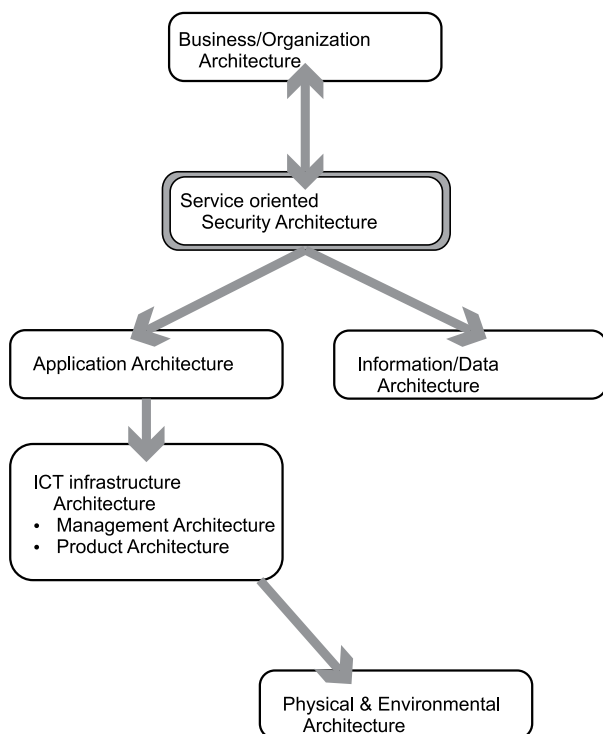 Business/Organization
Architecture
Service oriented
Security Architecture
Application Architecture
Information/Data
Architecture
ICT infrastructure
Architecture
• Management Architecture
• Product Architecture
Physical & Environmental
Architecture